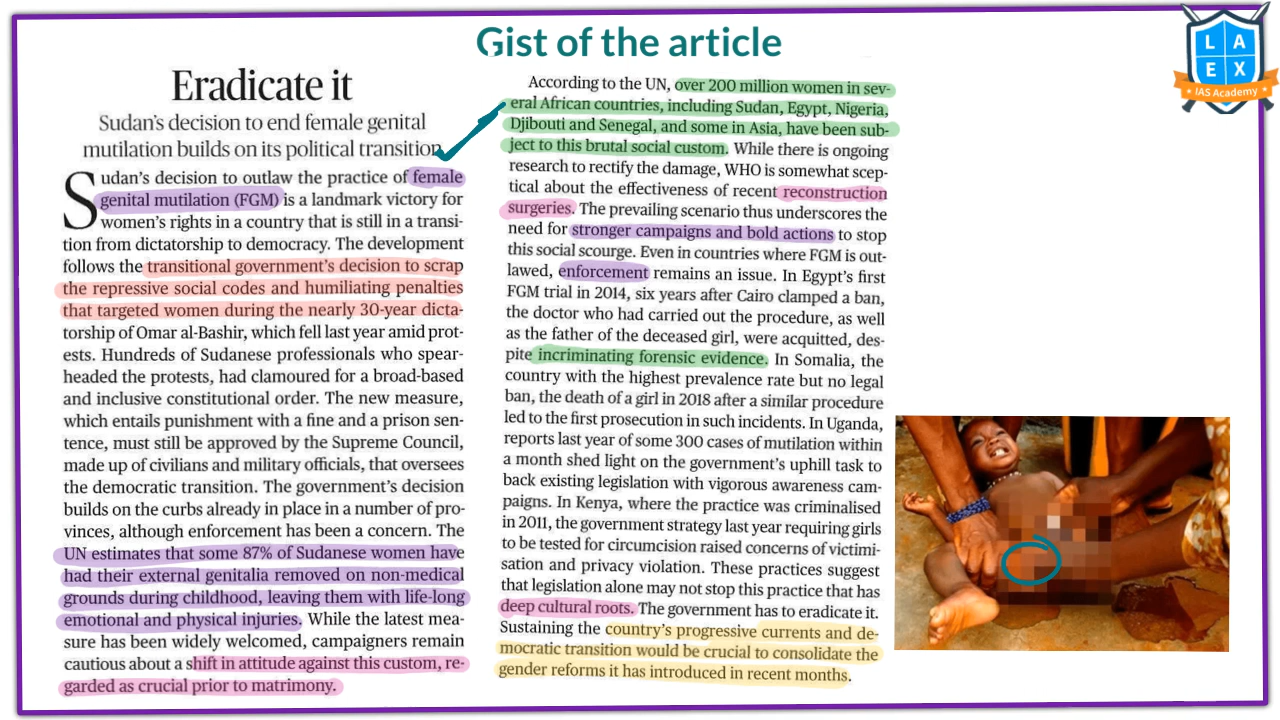 Gist of the article
L A
E X
IAS Academy
Eradicate it
Sudan's decision to end female genital
mutilation builds on its political transition
Sudan's decision to outlaw the practice of female
genital mutilation (FGM) is a landmark victory for
women's rights in a country that is still in a transi-
tion from dictatorship to democracy. The development
follows the transitional government's decision to scrap
the repressive social codes and humiliating penalties
that targeted women during the nearly 30-year dicta-
torship of Omar al-Bashir, which fell last year amid prot-
ests. Hundreds of Sudanese professionals who spear-
headed the protests, had clamoured for a broad-based
and inclusive constitutional order. The new measure,
which entails punishment with a fine and a prison sen-
tence, must still be approved by the Supreme Council,
made up of civilians and military officials, that oversees
the democratic transition. The government's decision
builds on the curbs already in place in a number of pro-
vinces, although enforcement has been a concern. The
UN estimates that some 87% of Sudanese women have
had their external genitalia removed on non-medical
grounds during childhood, leaving them with life-long
emotional and physical injuries. While the latest mea-
sure has been widely welcomed, campaigners remain
cautious about a shift in attitude against this custom, re-
garded as crucial prior to matrimony.
According to the UN, over 200 million women in sev-
eral African countries, including Sudan, Egypt, Nigeria,
Djibouti and Senegal, and some in Asia, have been sub-
ject to this brutal social custom. While there is ongoing
research to rectify the damage, WHO is somewhat scep-
tical about the effectiveness of recent reconstruction
surgeries. The prevailing scenario thus underscores the
need for stronger campaigns and bold actions to stop
this social scourge. Even in countries where FGM is out-
lawed, enforcement remains an issue. In Egypt's first
FGM trial in 2014, six years after Cairo clamped a ban,
the doctor who had carried out the procedure, as well
as the father of the deceased girl, were acquitted, des-
pite incriminating forensic evidence. In Somalia, the
country with the highest prevalence rate but no legal
ban, the death of a girl in 2018 after a similar procedure
led to the first prosecution in such incidents. In Uganda,
reports last year of some 300 cases of mutilation within
a month shed light on the government's uphill task to
back existing legislation with vigorous awareness cam-
paigns. In Kenya, where the practice was criminalised
in 2011, the government strategy last year requiring girls
to be tested for circumcision raised concerns of victimi-
sation and privacy violation. These practices suggest
that legislation alone may not stop this practice that has
deep cultural roots. The government has to eradicate it.
Sustaining the country's progressive currents and de-
mocratic transition would be crucial to consolidate the
gender reforms it has introduced in recent months.